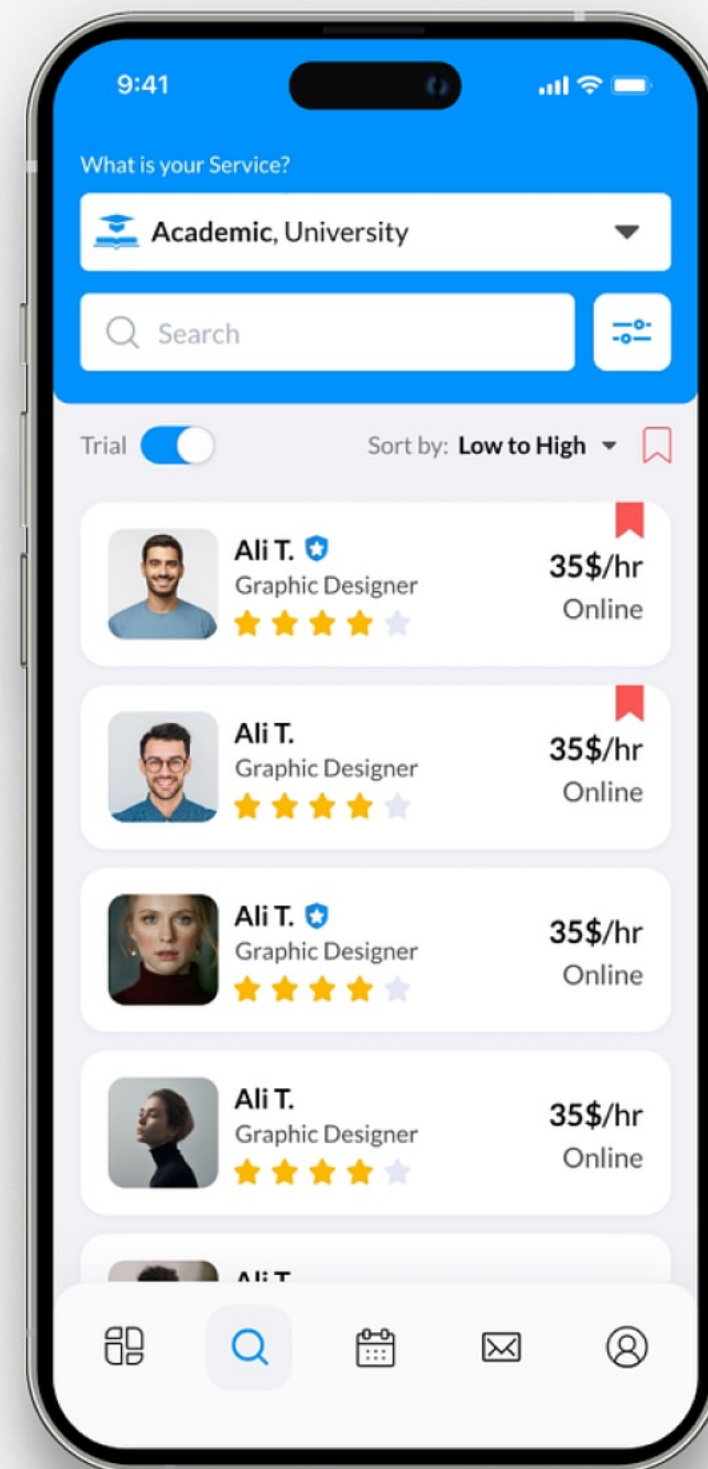 9:41
What is your Service?
Academic, University
Search
Trial
Sort by: Low to High
Ali T.
Graphic Designer
35$/hr
Online
Ali T.
Graphic Designer
35$/hr
Online
Ali T.
Graphic Designer
35$/hr
Online
Ali T.
Graphic Designer
35$/hr
Online
Ali T